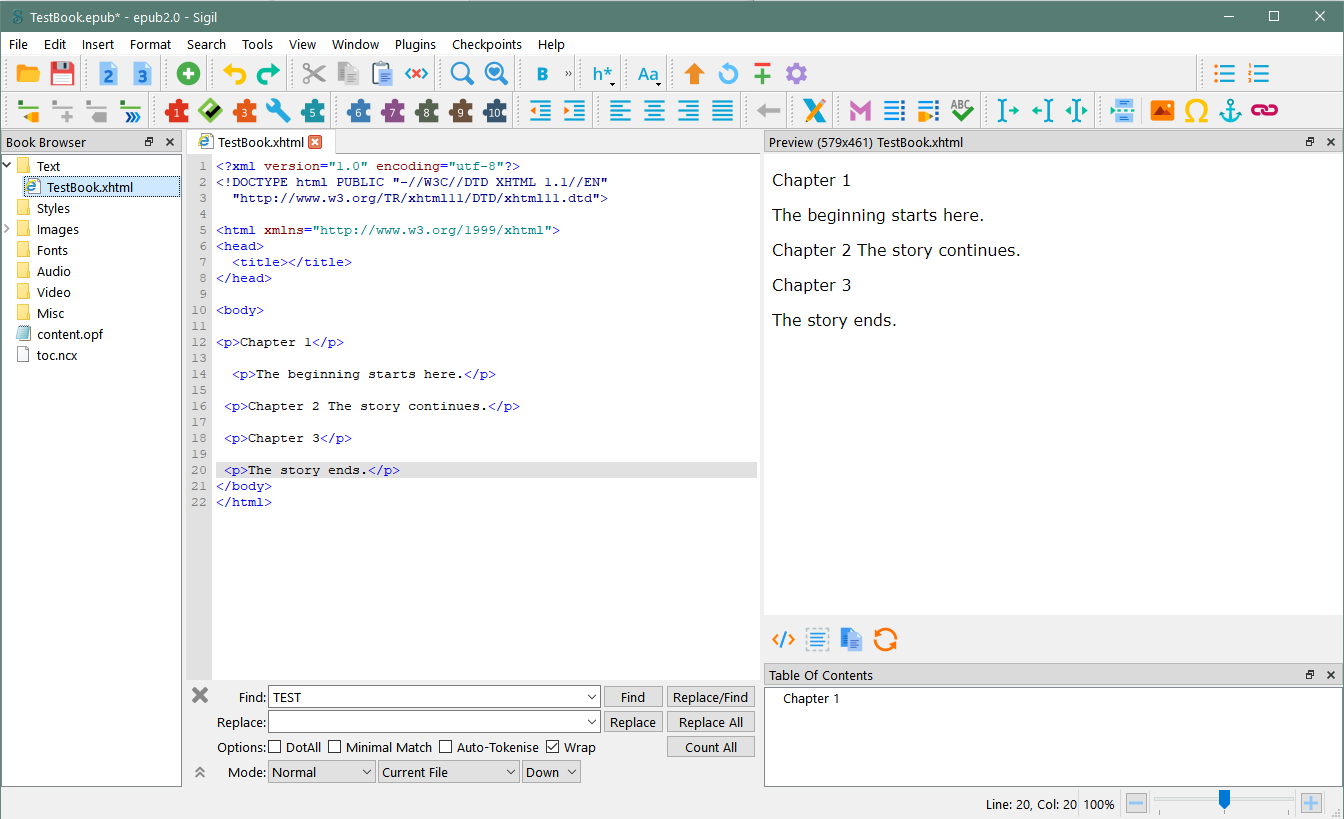 TestBook.epub* - epub2.0 - Sigil
File Edit Insert Format Search Tools View Window Plugins Checkpoints Help
2 3 B » h* Aa
1 3 5 6 7 8 9 10 ABC
Book Browser
Text
TestBook.xhtml
Styles
Images
Fonts
Audio
Video
Misc
content.opf
toc.ncx
TestBook.xhtml
1 <?xml version="1.0" encoding="utf-8"?>
2 <!DOCTYPE html PUBLIC "-//W3C//DTD XHTML 1.1//EN"
3 "http://www.w3.org/TR/xhtml11/DTD/xhtml11.dtd">
4
5 <html xmlns="http://www.w3.org/1999/xhtml">
6 <head>
7 <title></title>
8 </head>
9
10 <body>
11
12 <p>Chapter 1</p>
13
14 <p>The beginning starts here.</p>
15
16 <p>Chapter 2 The story continues.</p>
17
18 <p>Chapter 3</p>
19
20 <p>The story ends.</p>
21 </body>
22 </html>
Find: TEST Find Replace/Find
Replace: Replace Replace All
Options: DotAll Minimal Match Auto-Tokenise Wrap Count All
Mode: Normal Current File Down
Preview (579x461) TestBook.xhtml
Chapter 1
The beginning starts here.
Chapter 2 The story continues.
Chapter 3
The story ends.
Table Of Contents
Chapter 1
Line: 20, Col: 20 100%